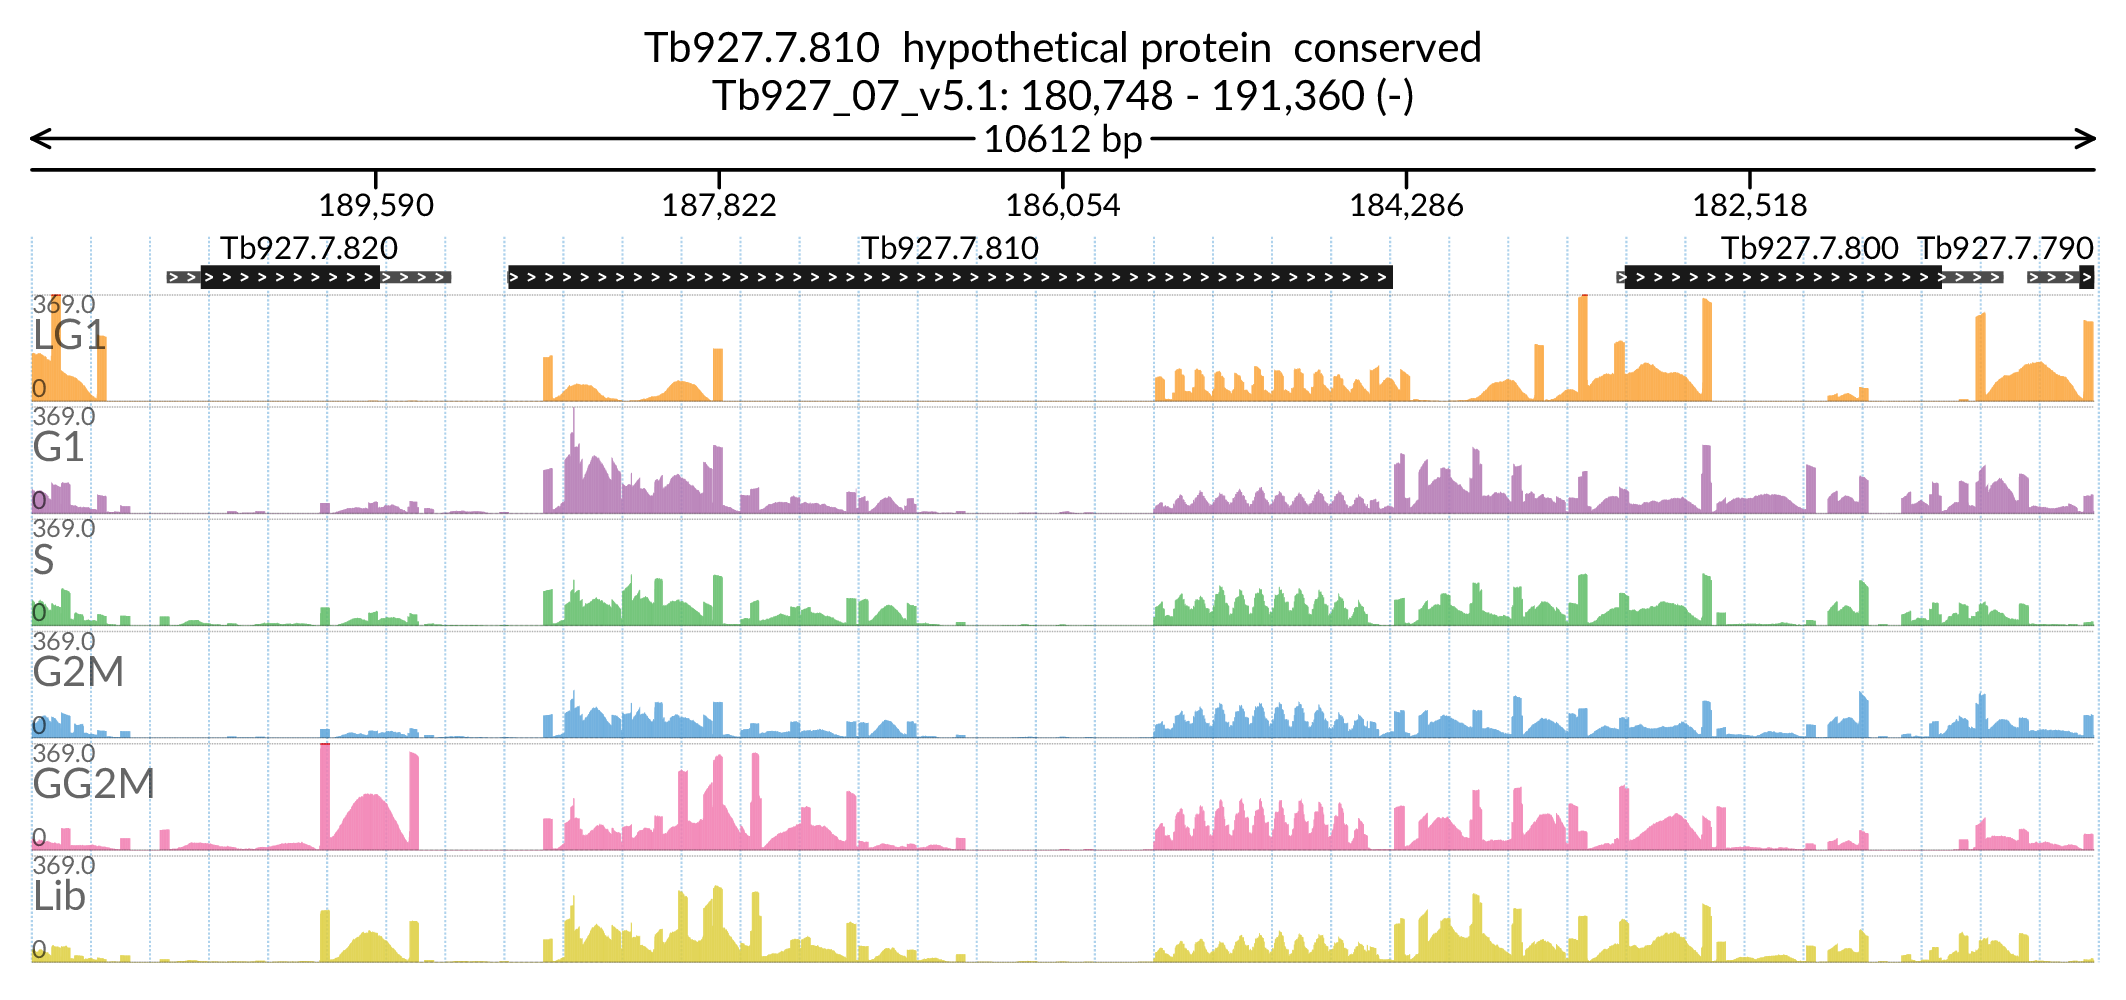 Tb927.7.810 hypothetical protein conserved
Tb927_07_v5.1: 180,748 - 191,360 (-)
10612 bp
189,590 187,822 186,054 184,286 182,518
Tb927.7.820 Tb927.7.810 Tb927.7.800 Tb927.7.790
369.0
LG1
0
369.0
G1
0
369.0
S
0
369.0
G2M
0
369.0
GG2M
0
369.0
Lib
0